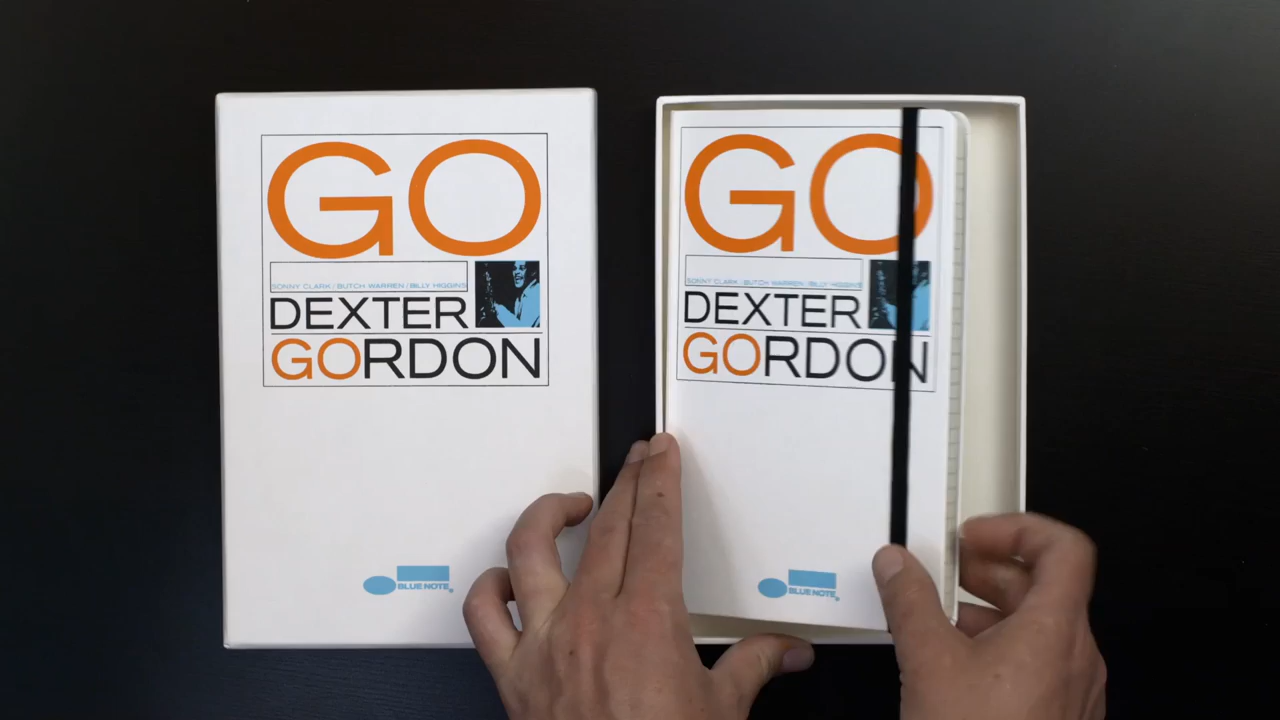 GO
SONNY CLARK / BUTCH WARREN / BILLY HIGGINS
DEXTER
GORDON
BLUE NOTE
GO
SONNY CLARK / BUTCH WARREN / BILLY HIGGINS
DEXTER
GORDON
BLUE NOTE